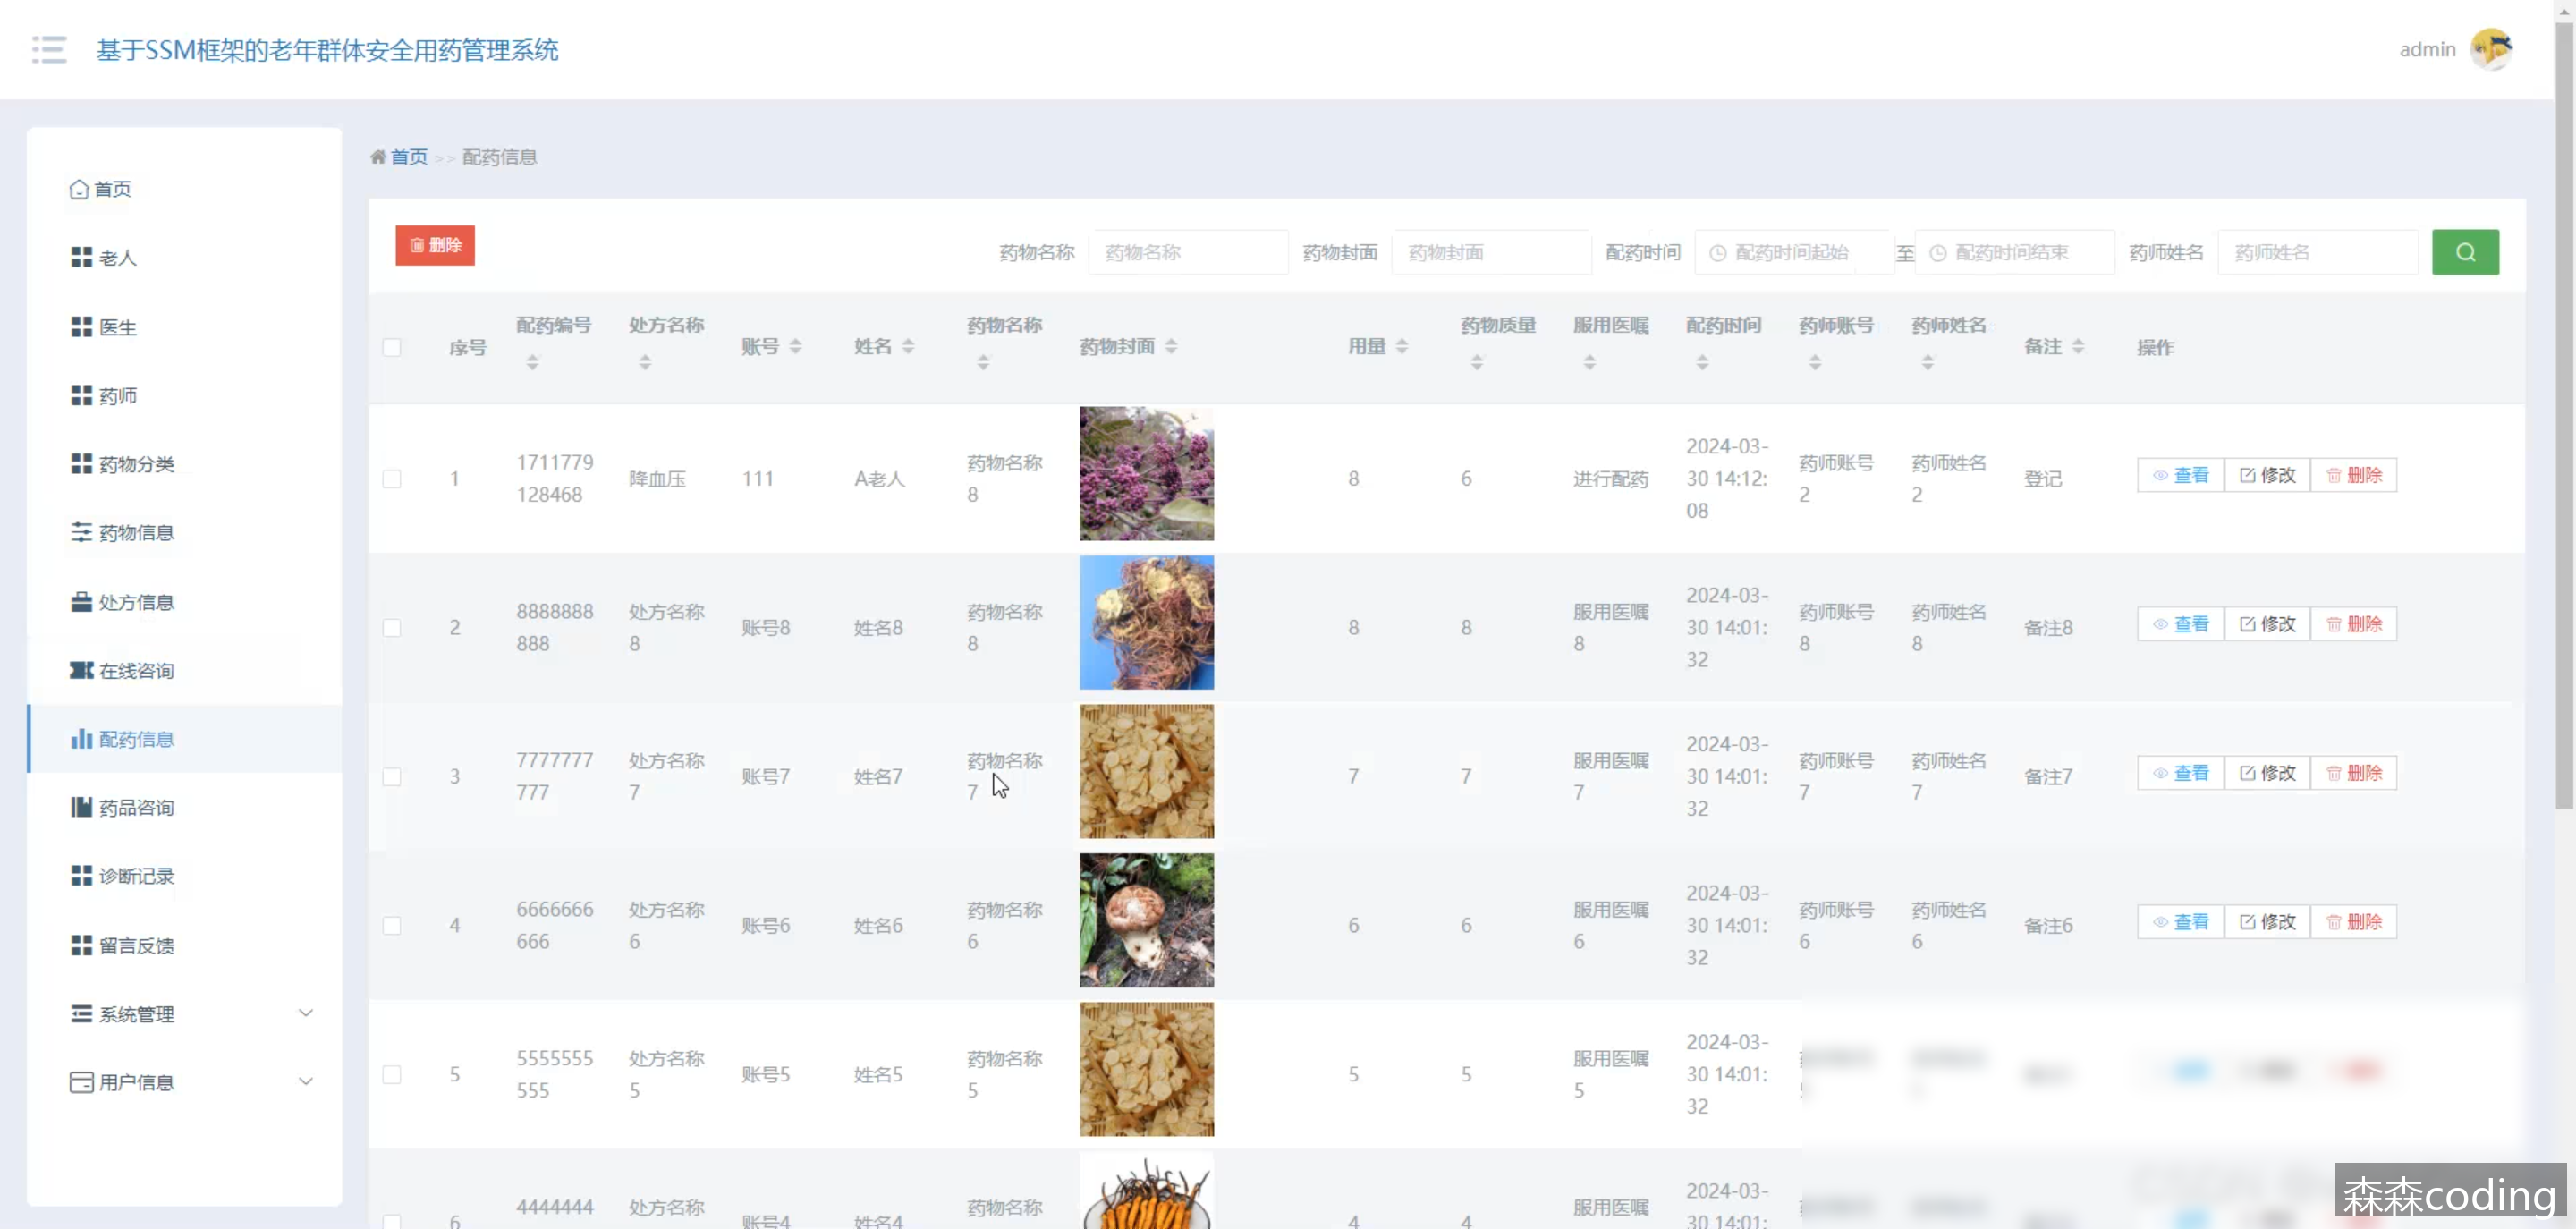 基于SSM框架的老年群体安全用药管理系统
admin
首页
老人
医生
药师
药物分类
药物信息
处方信息
在线咨询
配药信息
药品咨询
诊断记录
留言反馈
系统管理
用户信息
首页 >> 配药信息
删除
药物名称 药物名称 药物封面 药物封面 配药时间 配药时间起始 至 配药时间结束 药师姓名 药师姓名
序号 配药编号 处方名称 账号 姓名 药物名称 药物封面 用量 药物质量 服用医嘱 配药时间 药师账号 药师姓名 备注 操作
1 1711779128468 降血压 111 A老人 药物名称8 8 6 进行配药 2024-03-30 14:12:08 药师账号2 药师姓名2 登记 查看 修改 删除
2 8888888888 处方名称8 账号8 姓名8 药物名称8 8 8 服用医嘱8 2024-03-30 14:01:32 药师账号8 药师姓名8 备注8 查看 修改 删除
3 7777777777 处方名称7 账号7 姓名7 药物名称7 7 7 服用医嘱7 2024-03-30 14:01:32 药师账号7 药师姓名7 备注7 查看 修改 删除
4 6666666666 处方名称6 账号6 姓名6 药物名称6 6 6 服用医嘱6 2024-03-30 14:01:32 药师账号6 药师姓名6 备注6 查看 修改 删除
5 5555555555 处方名称5 账号5 姓名5 药物名称5 5 5 服用医嘱5 2024-03-30 14:01:32
6 4444444 处方名称 账号4 姓名4 药物名称 4 4 服用医嘱 2024-03-30 14:01:
森森coding